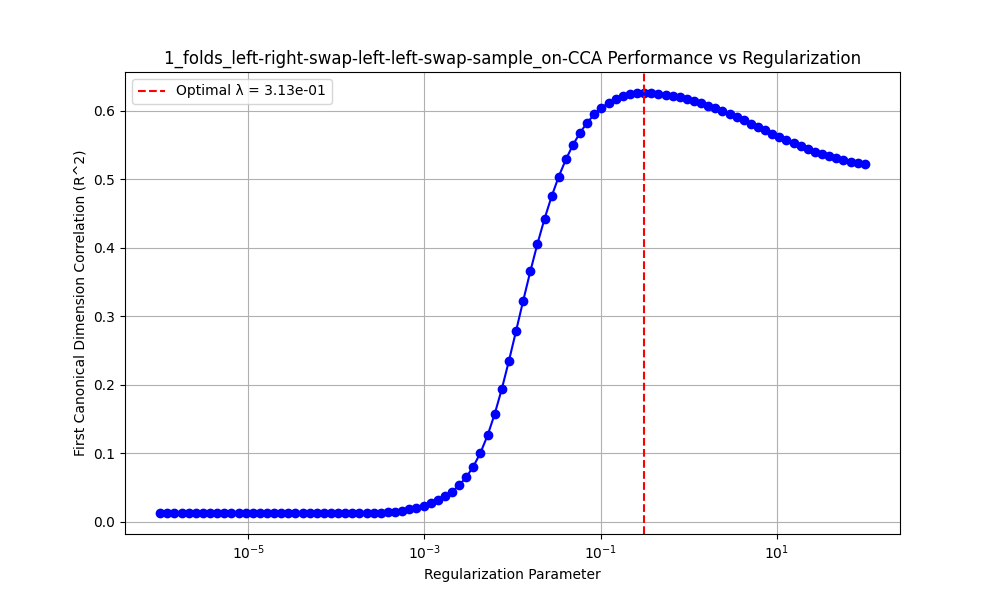 1_folds_left-right-swap-left-left-swap-sample_on-CCA Performance vs Regularization
Optimal λ = 3.13e-01
First Canonical Dimension Correlation (R^2)
0.6
0.5
0.4
0.3
0.2
0.1
0.0
10⁻⁵ 10⁻³ 10⁻¹ 10¹
Regularization Parameter